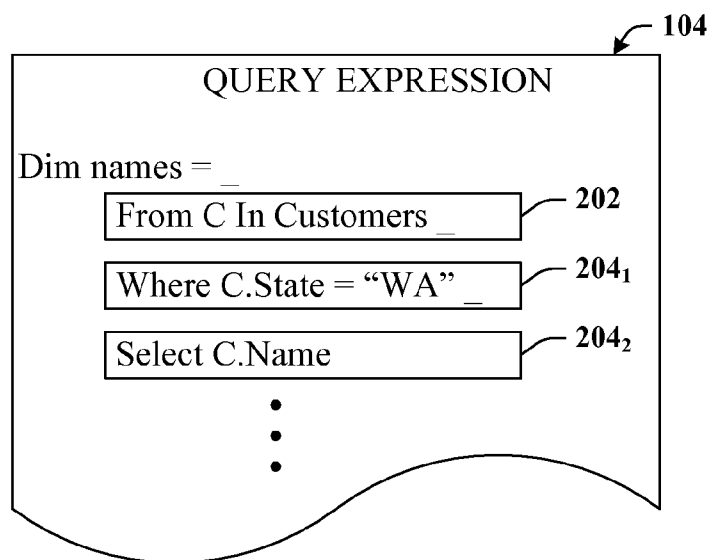 104
QUERY EXPRESSION
Dim names = _
From C In Customers _
202
Where C.State = “WA” _
204₁
Select C.Name
204₂